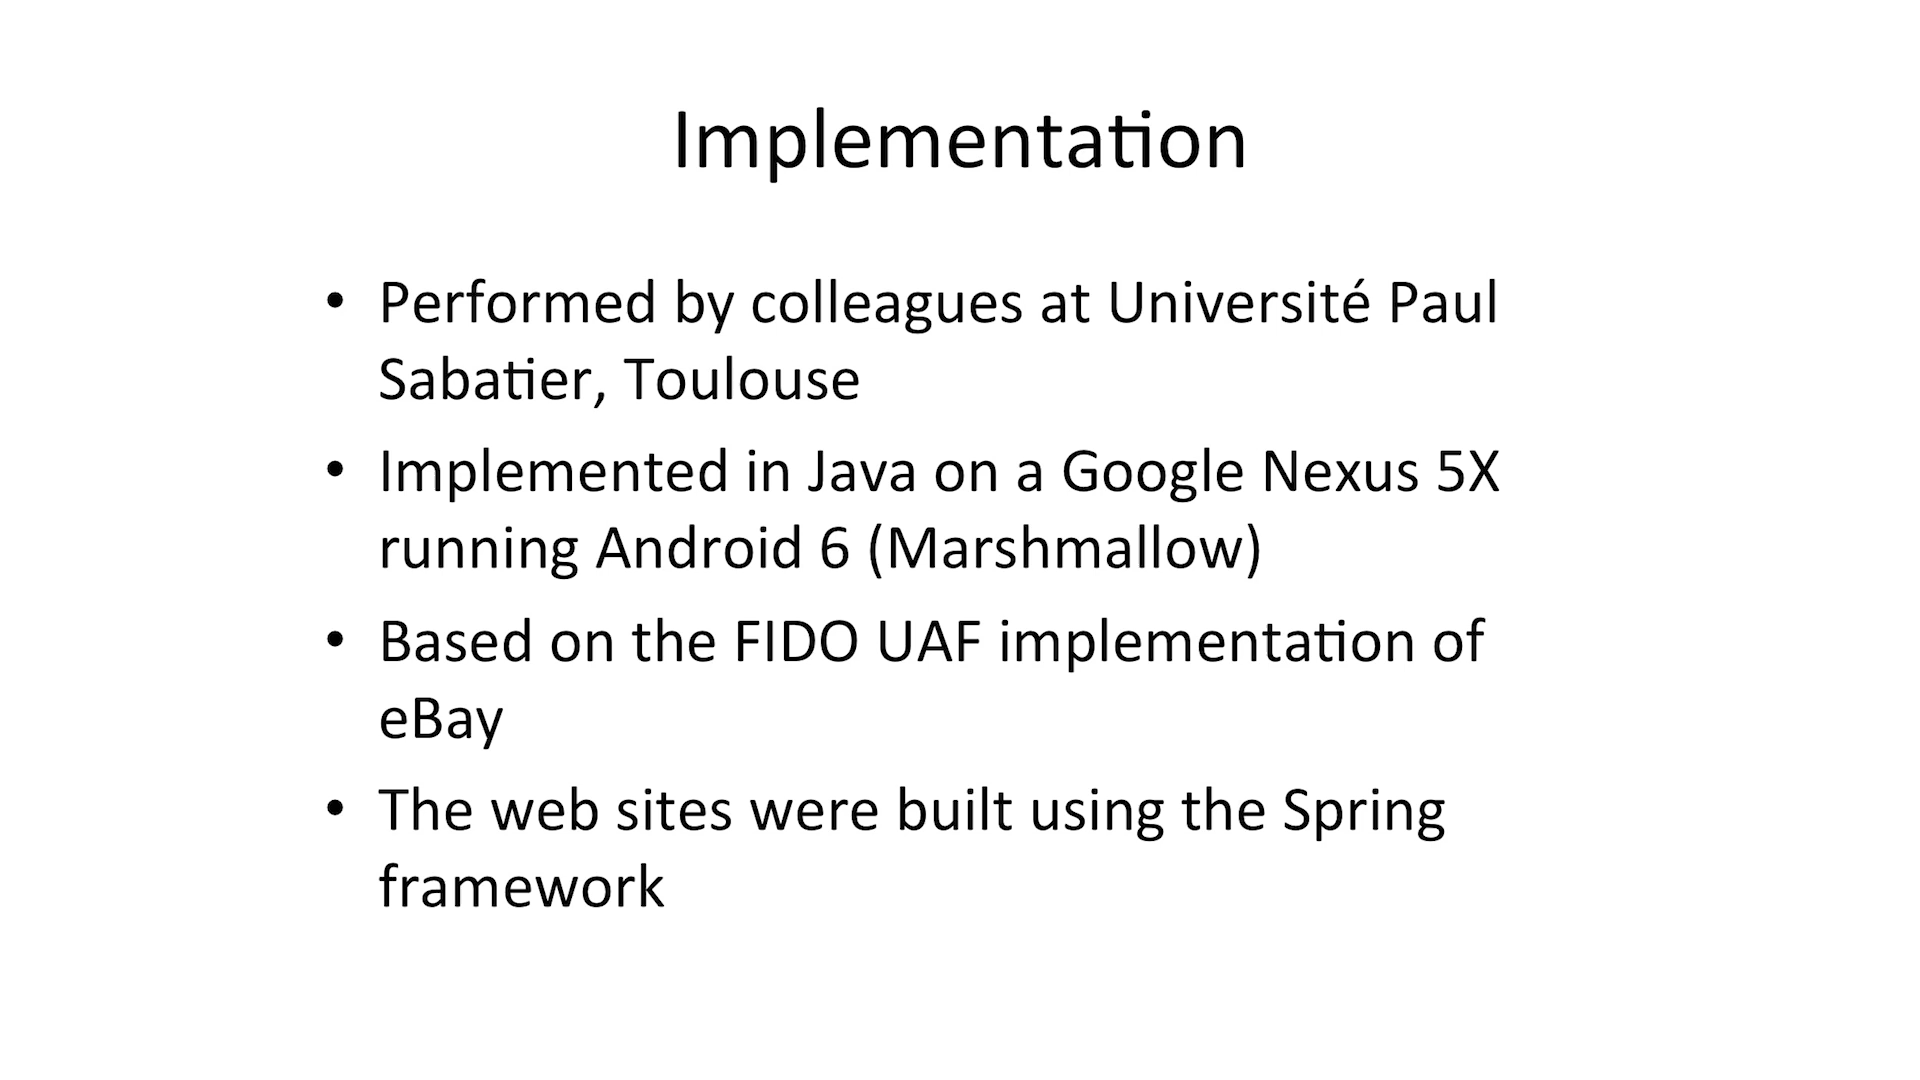 Implementation
• Performed by colleagues at Université Paul
Sabatier, Toulouse
• Implemented in Java on a Google Nexus 5X
running Android 6 (Marshmallow)
• Based on the FIDO UAF implementation of
eBay
• The web sites were built using the Spring
framework